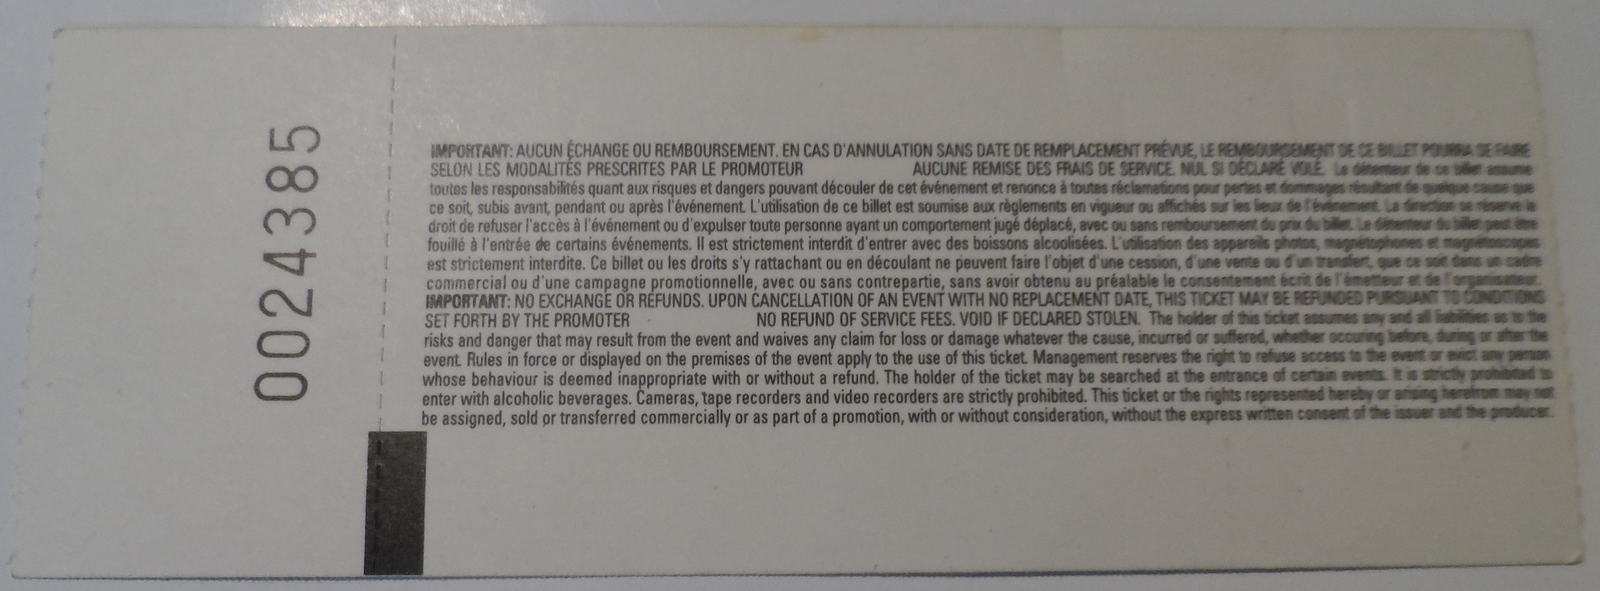 0024385
IMPORTANT: AUCUN ÉCHANGE OU REMBOURSEMENT. EN CAS D'ANNULATION SANS DATE DE REMPLACEMENT PRÉVUE, LE REMBOURSEMENT DE CE BILLET POURRA SE FAIRE
SELON LES MODALITÉS PRESCRITES PAR LE PROMOTEUR AUCUNE REMISE DES FRAIS DE SERVICE. NUL SI DÉCLARÉ VOLÉ. Le détenteur de ce billet assume
toutes les responsabilités quant aux risques et dangers pouvant découler de cet événement et renonce à toutes réclamations pour pertes et dommages résultant de quelque cause que
ce soit, subis avant, pendant ou après l'événement. L'utilisation de ce billet est soumise aux règlements en vigueur ou affichés sur les lieux de l'événement. La direction se réserve le
droit de refuser l'accès à l'événement ou d'expulser toute personne ayant un comportement jugé déplacé, avec ou sans remboursement du prix du billet. Le détenteur du billet peut être
fouillé à l'entrée de certains événements. Il est strictement interdit d'entrer avec des boissons alcoolisées. L'utilisation des appareils photos, magnétophones et magnétoscopes
est strictement interdite. Ce billet ou les droits s'y rattachant ou en découlant ne peuvent faire l'objet d'une cession, d'une vente ou d'un transfert, que ce soit dans un cadre
commercial ou d'une campagne promotionnelle, avec ou sans contrepartie, sans avoir obtenu au préalable le consentement écrit de l'émetteur et de l'organisateur.
IMPORTANT: NO EXCHANGE OR REFUNDS. UPON CANCELLATION OF AN EVENT WITH NO REPLACEMENT DATE, THIS TICKET MAY BE REFUNDED PURSUANT TO CONDITIONS
SET FORTH BY THE PROMOTER NO REFUND OF SERVICE FEES. VOID IF DECLARED STOLEN. The holder of this ticket assumes any and all liabilities as to the
risks and danger that may result from the event and waives any claim for loss or damage whatever the cause, incurred or suffered, whether occuring before, during or after the
event. Rules in force or displayed on the premises of the event apply to the use of this ticket. Management reserves the right to refuse access to the event or evict any person
whose behaviour is deemed inappropriate with or without a refund. The holder of the ticket may be searched at the entrance of certain events. It is strictly prohibited to
enter with alcoholic beverages. Cameras, tape recorders and video recorders are strictly prohibited. This ticket or the rights represented hereby or arising herefrom may not
be assigned, sold or transferred commercially or as part of a promotion, with or without consideration, without the express written consent of the issuer and the producer.